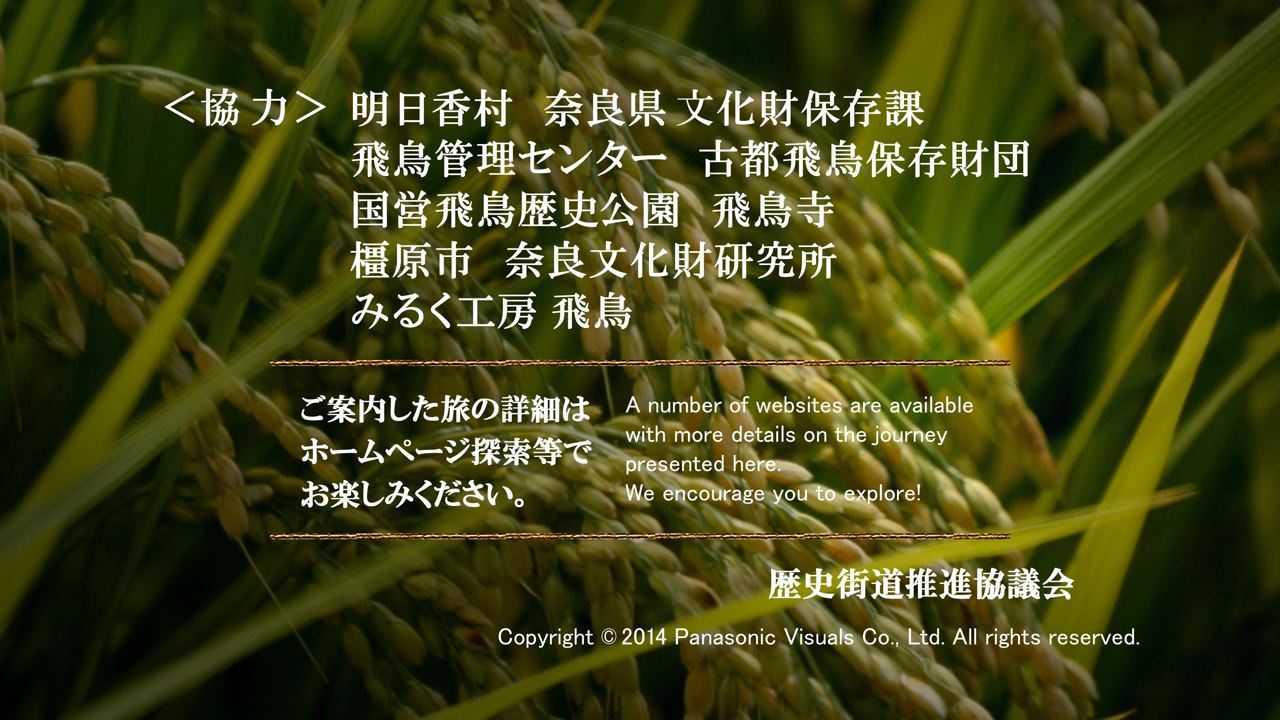 ＜協 力＞ 明日香村　奈良県 文化財保存課
飛鳥管理センター　古都飛鳥保存財団
国営飛鳥歴史公園　飛鳥寺
橿原市　奈良文化財研究所
みるく工房 飛鳥
ご案内した旅の詳細は
ホームページ探索等で
お楽しみください。
A number of websites are available
with more details on the journey
presented here.
We encourage you to explore!
歴史街道推進協議会
Copyright © 2014 Panasonic Visuals Co., Ltd. All rights reserved.